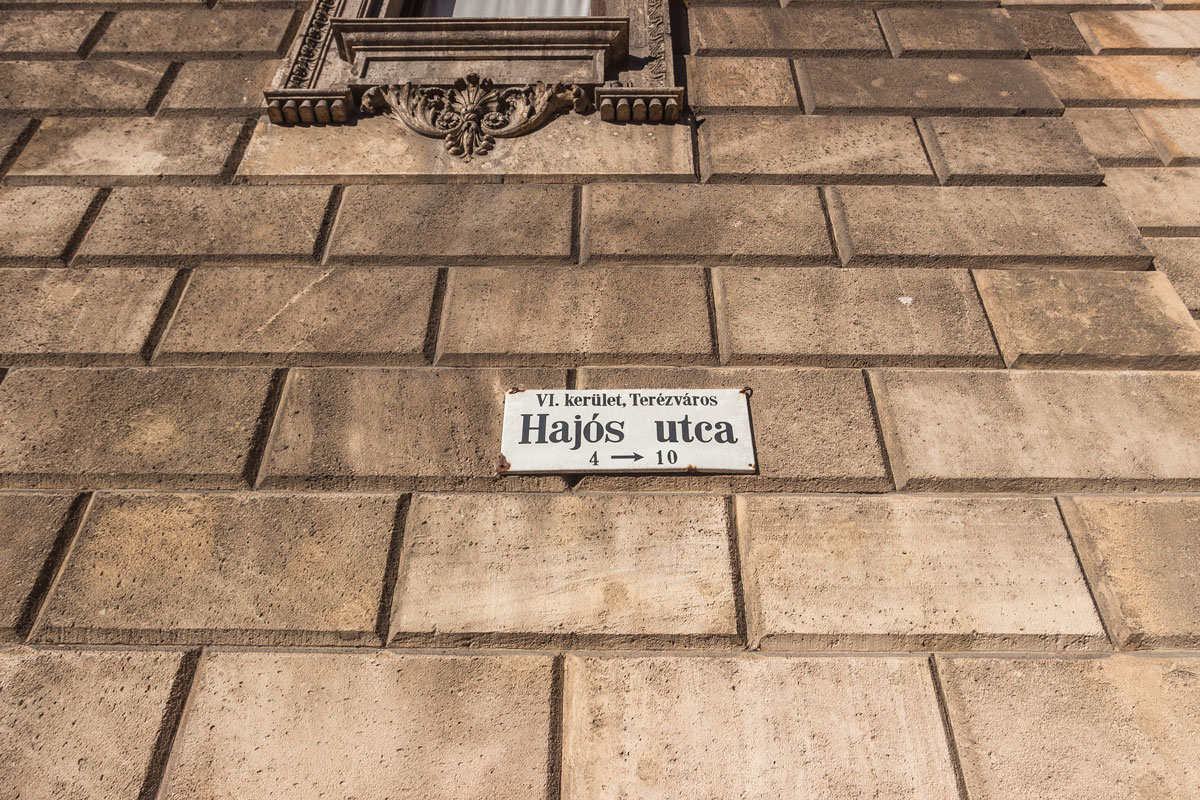 VI. kerület, Terézváros
Hajós utca
4 → 10